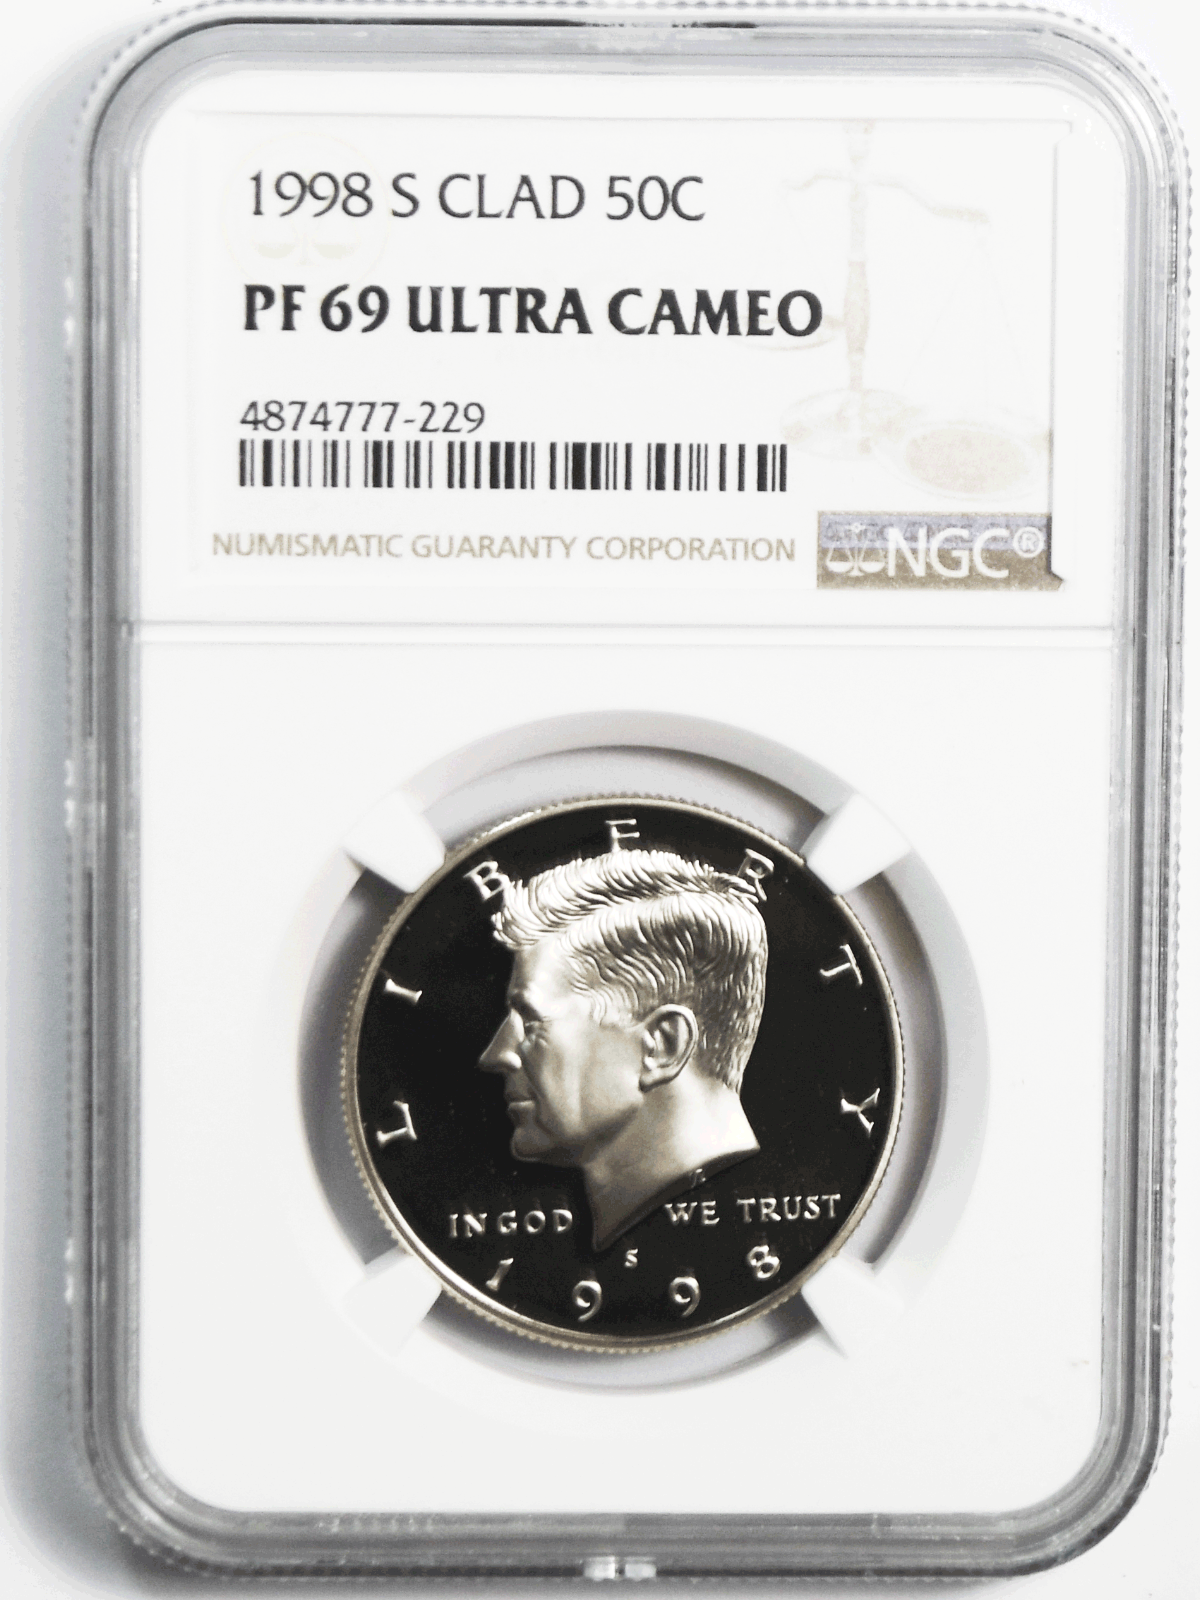 1998 S CLAD 50C
PF 69 ULTRA CAMEO
4874777-229
NUMISMATIC GUARANTY CORPORATION
NGC®
LIBERTY
IN GOD WE TRUST
S
1998